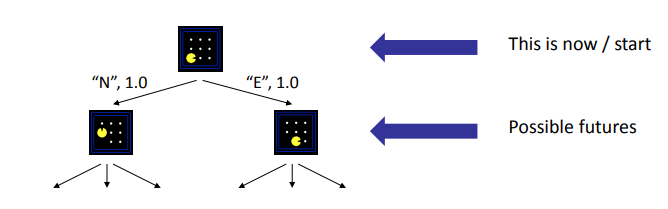 This is now / start
“N”, 1.0
“E”, 1.0
Possible futures